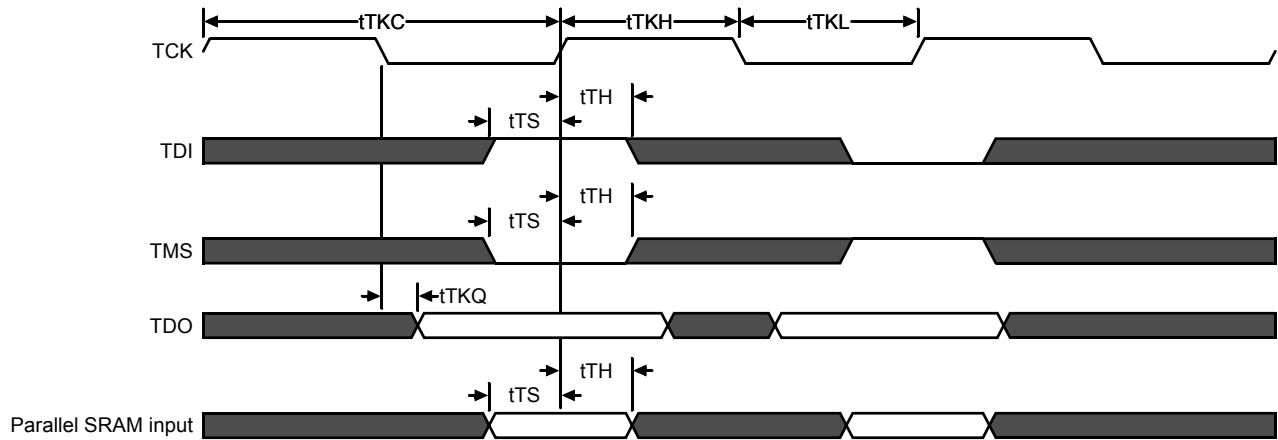 tTKC
tTKH
tTKL
TCK
tTH
tTS
TDI
tTH
tTS
TMS
tTKQ
TDO
tTH
tTS
Parallel SRAM input